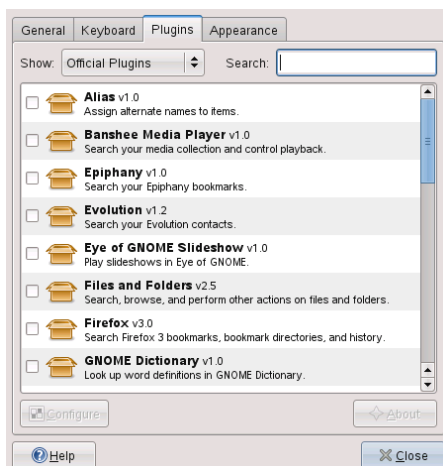 General Keyboard Plugins Appearance
Show: Official Plugins Search:
Alias v1.0
Assign alternate names to items.
Banshee Media Player v1.0
Search your media collection and control playback.
Epiphany v1.0
Search your Epiphany bookmarks.
Evolution v1.2
Search your Evolution contacts.
Eye of GNOME Slideshow v1.0
Play slideshows in Eye of GNOME.
Files and Folders v2.5
Search, browse, and perform other actions on files and folders.
Firefox v3.0
Search Firefox 3 bookmarks, bookmark directories, and history.
GNOME Dictionary v1.0
Look up word definitions in GNOME Dictionary.
Configure About
Help Close